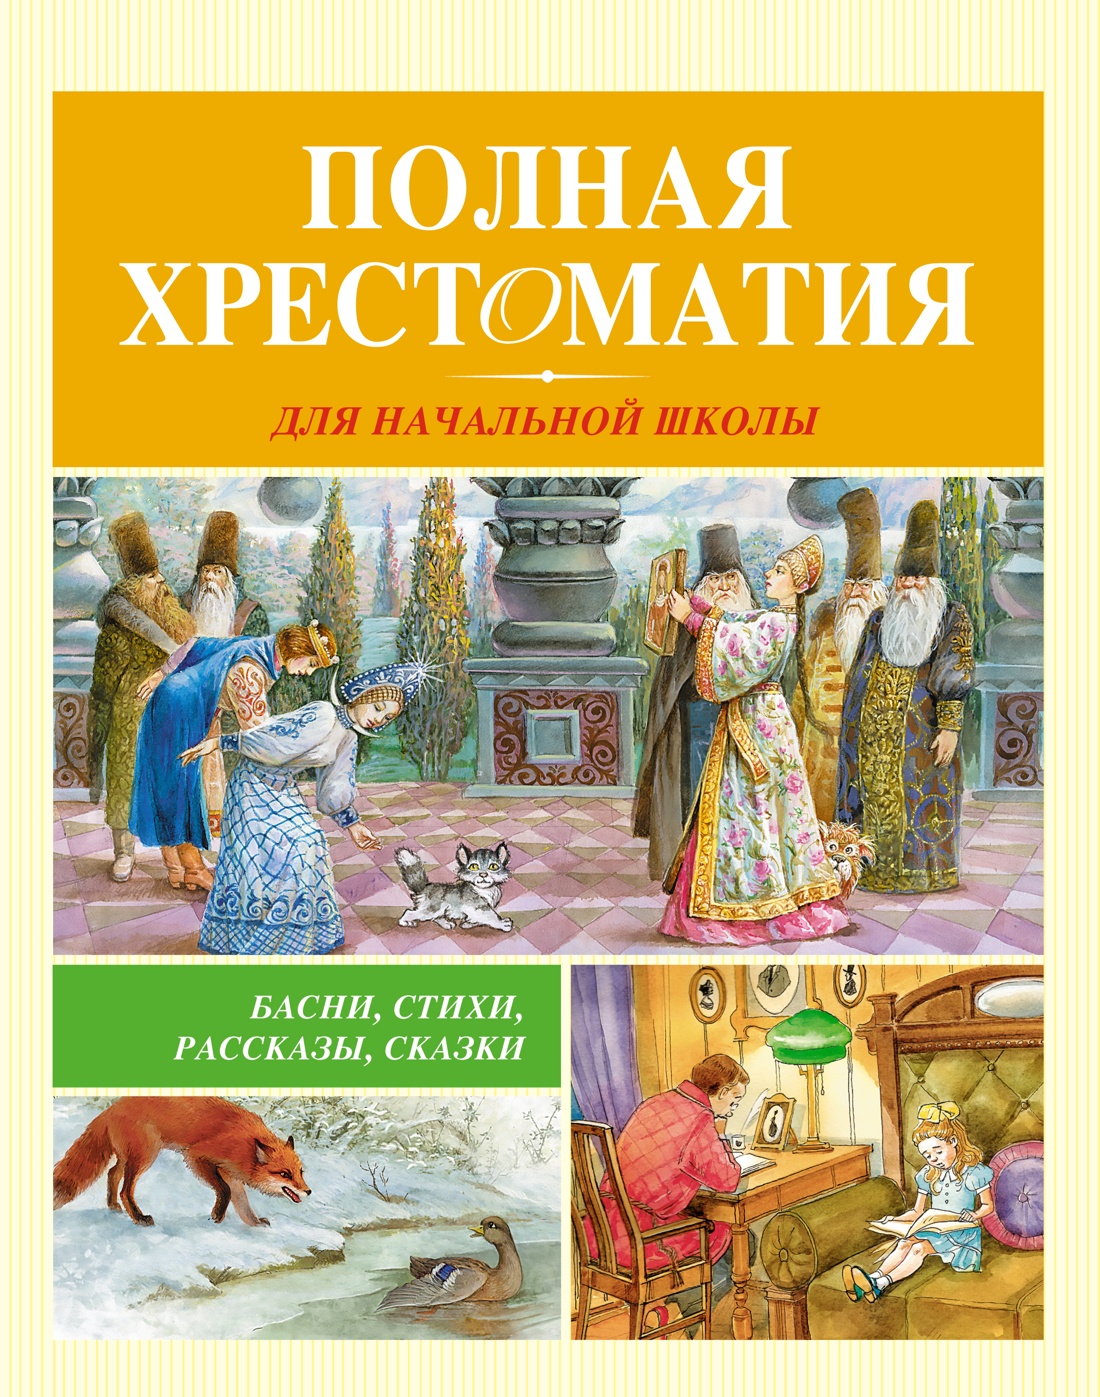 ПОЛНАЯ
ХРЕСТОМАТИЯ
ДЛЯ НАЧАЛЬНОЙ ШКОЛЫ
БАСНИ, СТИХИ,
РАССКАЗЫ, СКАЗКИ